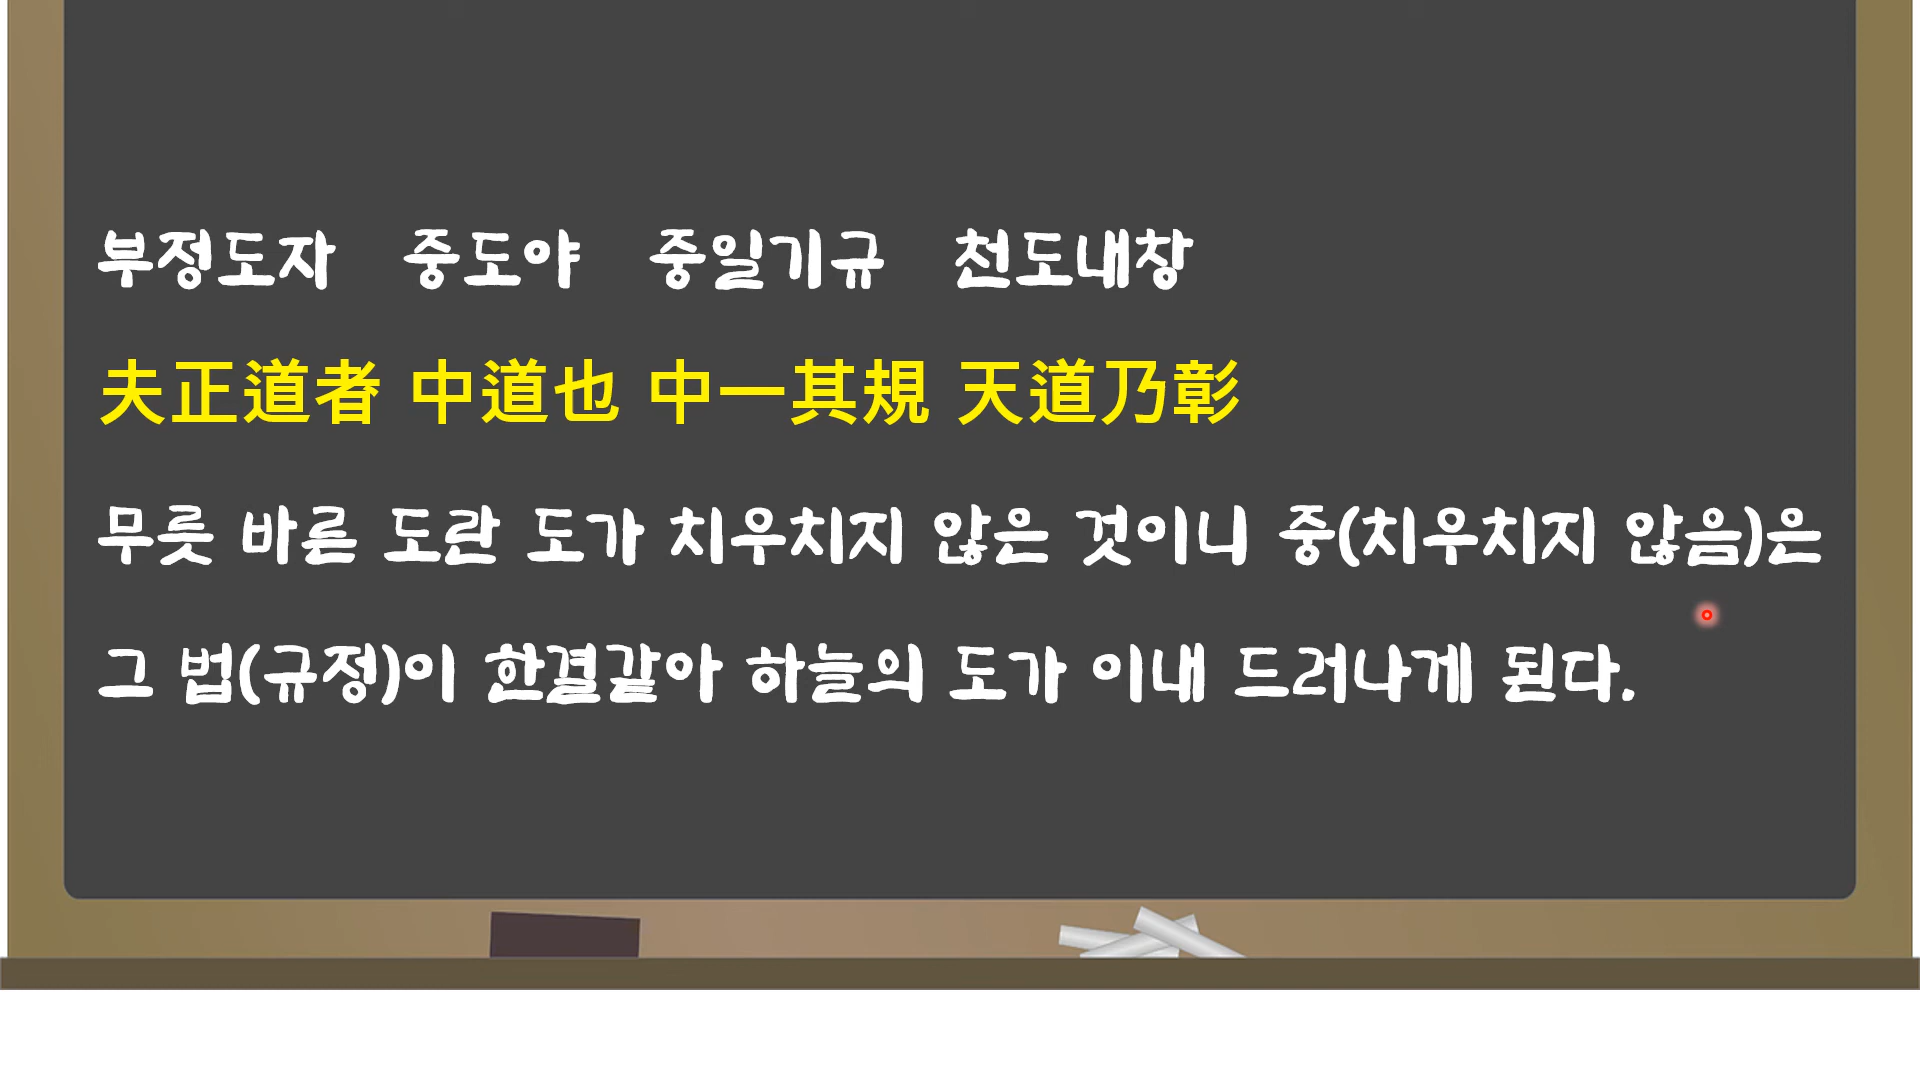 부정도자 중도야 중일기규 천도내창
夫正道者 中道也 中一其規 天道乃彰
무릇 바른 도란 도가 치우치지 않은 것이니 중(치우치지 않음)은
그 법(규정)이 한결같아 하늘의 도가 이내 드러나게 된다.